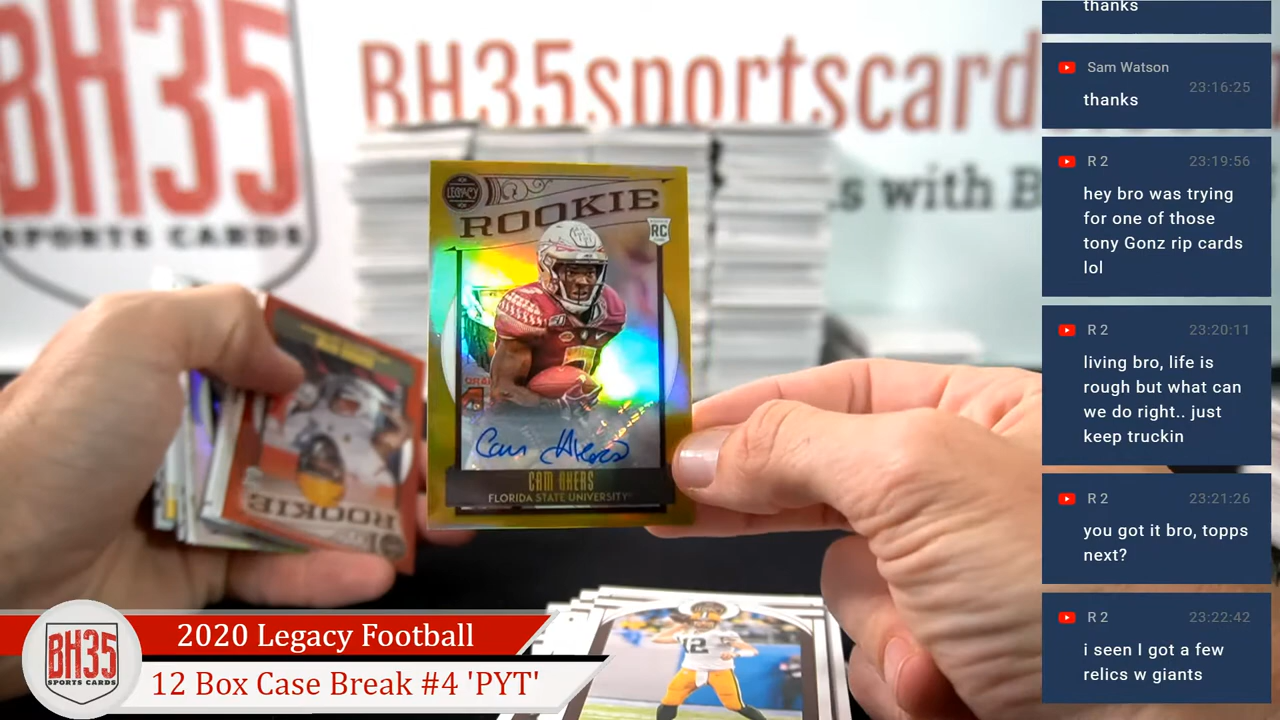 BH35
SPORTS CARDS
BH35sportscard
s with B
LEGACY
ROOKIE
RC
Cam Akers
CAM AKERS
FLORIDA STATE UNIVERSITY
ROOKIE
12
BH35
SPORTS CARDS
2020 Legacy Football
12 Box Case Break #4 'PYT'
thanks
Sam Watson
23:16:25
thanks
R 2
23:19:56
hey bro was trying
for one of those
tony Gonz rip cards
lol
R 2
23:20:11
living bro, life is
rough but what can
we do right.. just
keep truckin
R 2
23:21:26
you got it bro, topps
next?
R 2
23:22:42
i seen I got a few
relics w giants